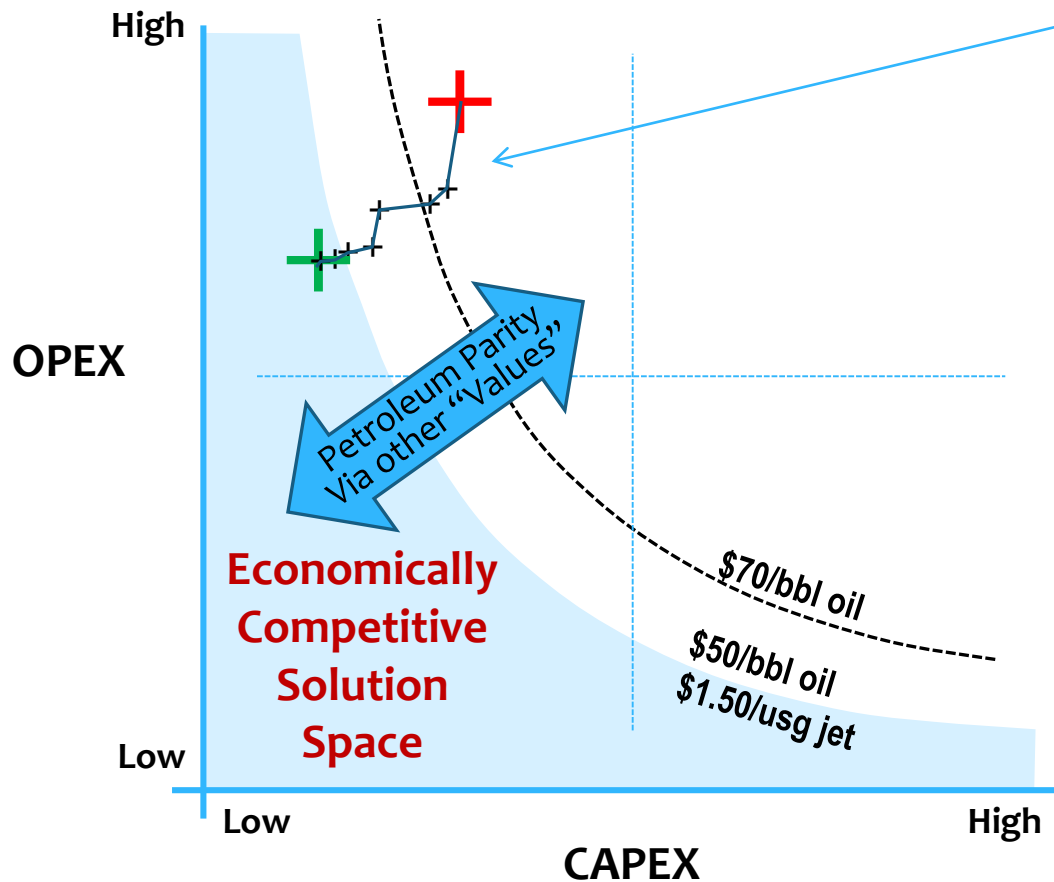 High
OPEX
Petroleum Parity
Via other “Values”
Economically
Competitive
Solution
Space
$70/bbl oil
$50/bbl oil
$1.50/usg jet
Low
Low
High
CAPEX